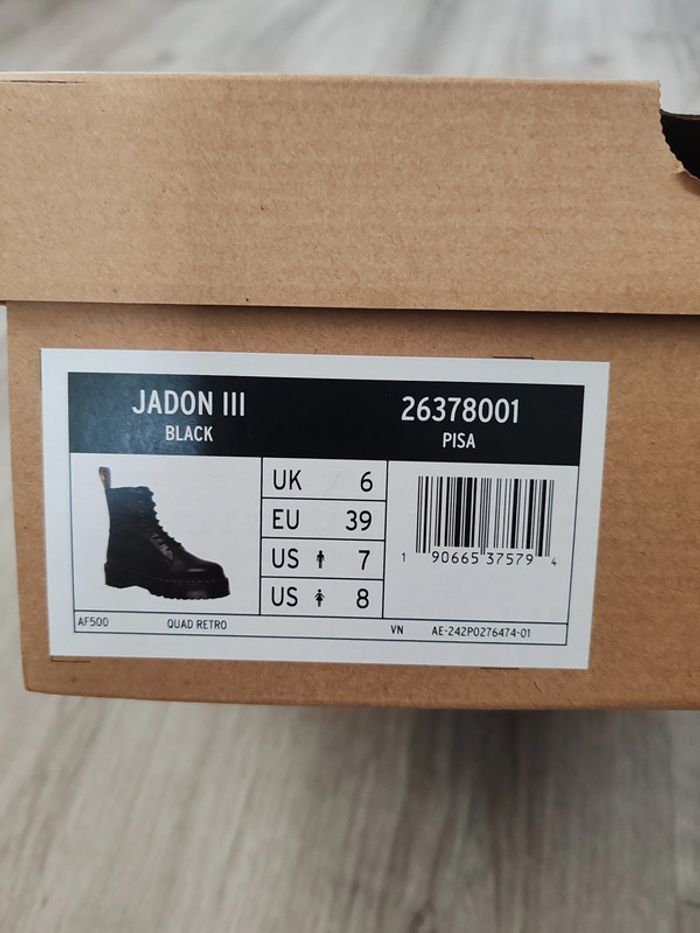 JADON III
BLACK
26378001
PISA
UK 6
EU 39
US 7
US 8
1 90665 37579 4
AF500 QUAD RETRO VN AE-242P0276474-01